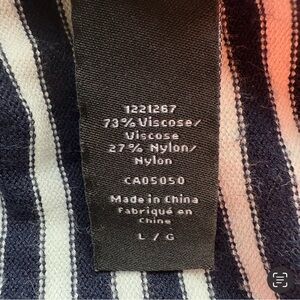 1221267
73% Viscose/
Viscose
27% Nylon/
Nylon
CA05050
Made in China
Fabriqué en
Chine
L / G